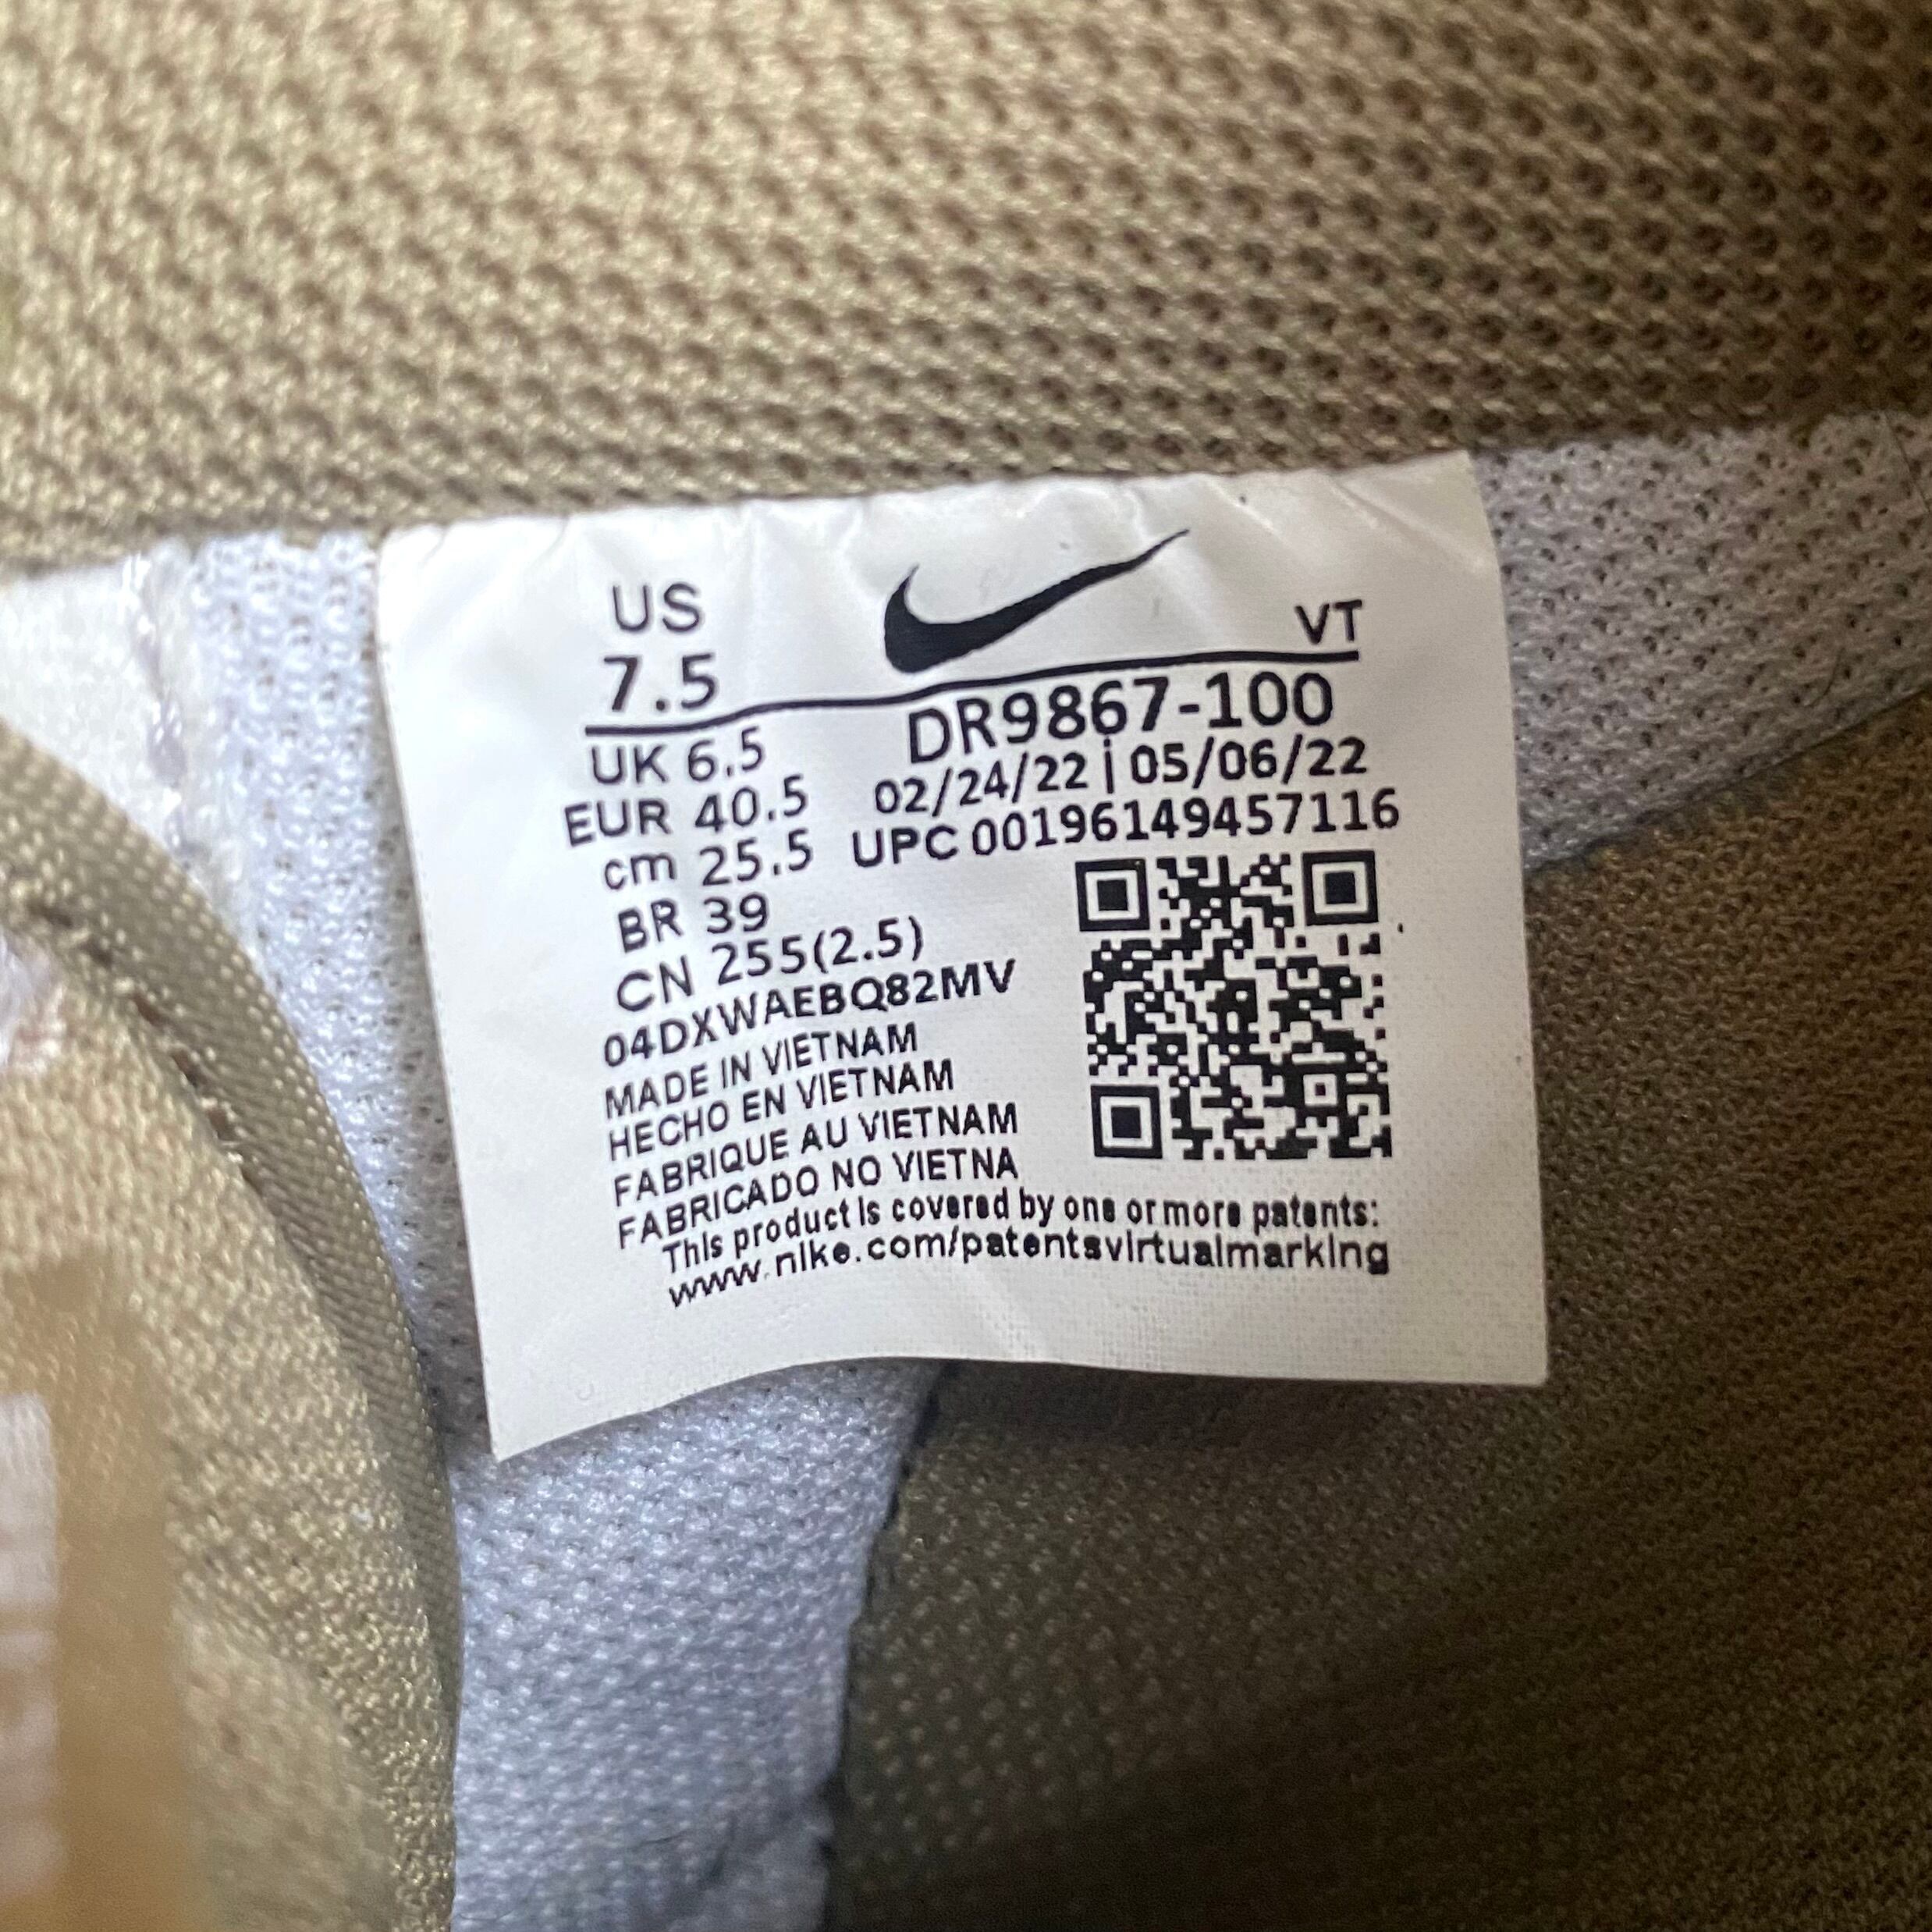 US
VT
7.5
UK 6.5
DR9867-100
EUR 40.5
02/24/22 | 05/06/22
cm 25.5
UPC 00196149457116
BR 39
CN 255(2.5)
04DXWAEBQ82MV
MADE IN VIETNAM
HECHO EN VIETNAM
FABRIQUE AU VIETNAM
FABRICADO NO VIETNA
This product is covered by one or more patents:
www.nike.com/patentsvirtualmarking